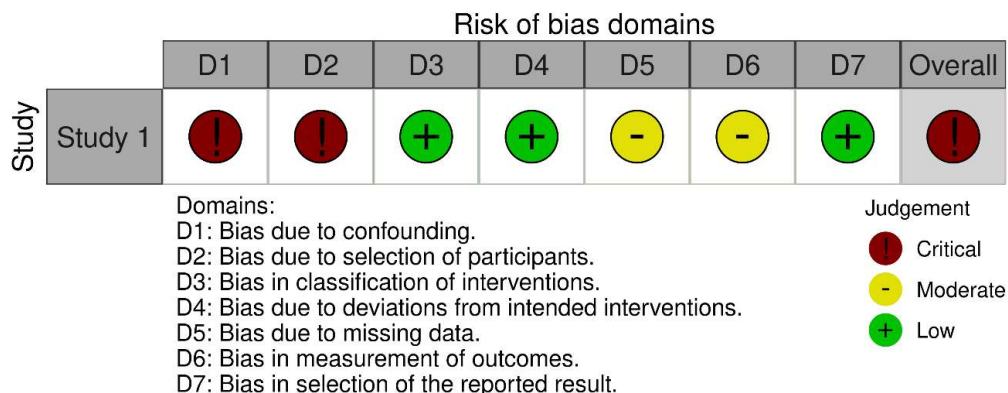 Risk of bias domains
D1 D2 D3 D4 D5 D6 D7 Overall
Study
Study 1 ! ! + + - - + !
Domains:
D1: Bias due to confounding.
D2: Bias due to selection of participants.
D3: Bias in classification of interventions.
D4: Bias due to deviations from intended interventions.
D5: Bias due to missing data.
D6: Bias in measurement of outcomes.
D7: Bias in selection of the reported result.
Judgement
! Critical
- Moderate
+ Low